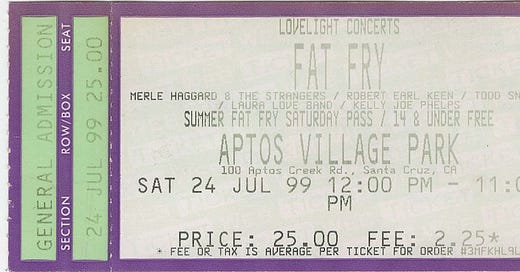 GENERAL ADMISSION
SECTION ROW/BOX SEAT
24 JUL 99 25.00
LOVELIGHT CONCERTS
FAT FRY
MERLE HAGGARD & THE STRANGERS / ROBERT EARL KEEN / TODD SN
/ LAURA LOVE BAND / KELLY JOE PHELPS
SUMMER FAT FRY SATURDAY PASS / 14 & UNDER FREE
APTOS VILLAGE PARK
100 Aptos Creek Rd., Santa Cruz, CA
SAT 24 JUL 99 12:00 PM - 11:0
PM
PRICE: 25.00 FEE: 2.25*
* FEE OR TAX IS AVERAGE PER TICKET FOR ORDER